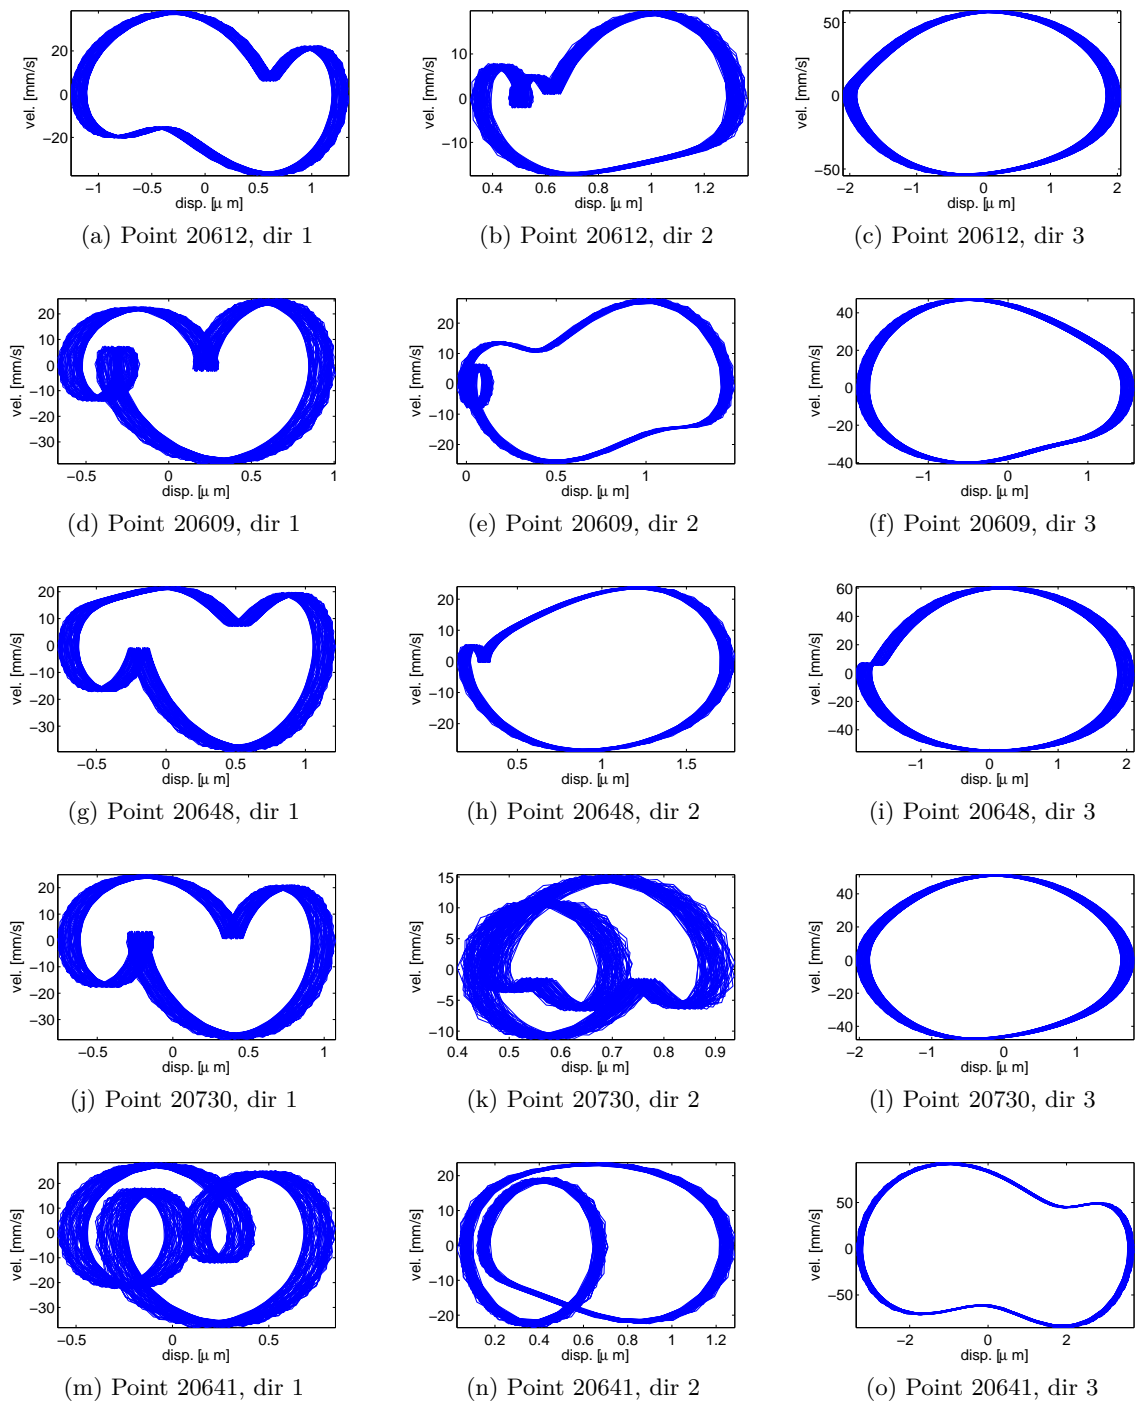 20
0
−20
vel. [mm/s]
−1 −0.5 0 0.5 1
disp. [μ m]
(a) Point 20612, dir 1
10
0
−10
vel. [mm/s]
0.4 0.6 0.8 1 1.2
disp. [μ m]
(b) Point 20612, dir 2
50
0
−50
vel. [mm/s]
−2 −1 0 1 2
disp. [μ m]
(c) Point 20612, dir 3
20
10
0
−10
−20
−30
vel. [mm/s]
−0.5 0 0.5 1
disp. [μ m]
(d) Point 20609, dir 1
20
10
0
−10
−20
vel. [mm/s]
0 0.5 1
disp. [μ m]
(e) Point 20609, dir 2
40
20
0
−20
−40
vel. [mm/s]
−1 0 1
disp. [μ m]
(f) Point 20609, dir 3
20
10
0
−10
−20
−30
vel. [mm/s]
−0.5 0 0.5 1
disp. [μ m]
(g) Point 20648, dir 1
20
10
0
−10
−20
vel. [mm/s]
0.5 1 1.5
disp. [μ m]
(h) Point 20648, dir 2
60
40
20
0
−20
−40
vel. [mm/s]
−1 0 1 2
disp. [μ m]
(i) Point 20648, dir 3
20
10
0
−10
−20
−30
vel. [mm/s]
−0.5 0 0.5 1
disp. [μ m]
(j) Point 20730, dir 1
15
10
5
0
−5
−10
vel. [mm/s]
0.4 0.5 0.6 0.7 0.8 0.9
disp. [μ m]
(k) Point 20730, dir 2
40
20
0
−20
−40
vel. [mm/s]
−2 −1 0 1
disp. [μ m]
(l) Point 20730, dir 3
20
10
0
−10
−20
−30
vel. [mm/s]
−0.5 0 0.5
disp. [μ m]
(m) Point 20641, dir 1
20
10
0
−10
−20
vel. [mm/s]
0.2 0.4 0.6 0.8 1 1.2
disp. [μ m]
(n) Point 20641, dir 2
50
0
−50
vel. [mm/s]
−2 0 2
disp. [μ m]
(o) Point 20641, dir 3